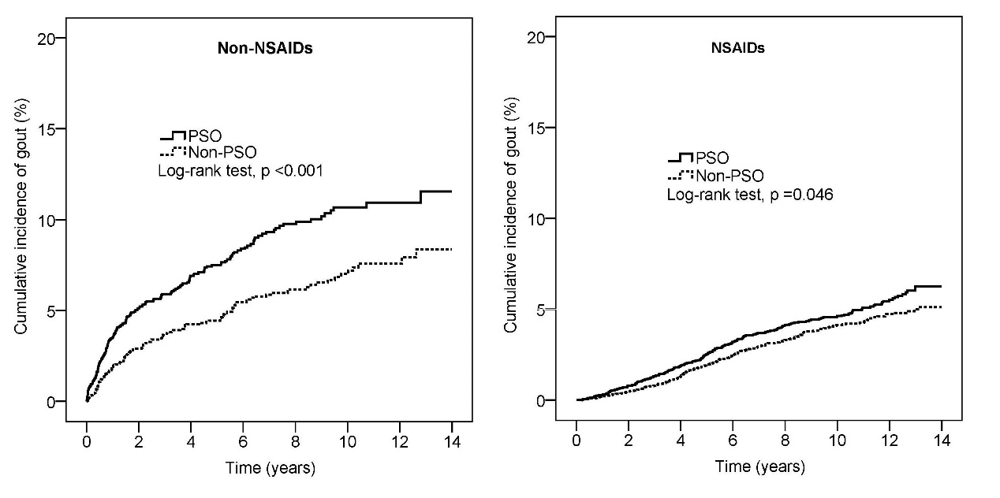 Non-NSAIDs
Cumulative incidence of gout (%)
20
15
10
5
0
PSO
Non-PSO
Log-rank test, p <0.001
0 2 4 6 8 10 12 14
Time (years)
NSAIDs
Cumulative incidence of gout (%)
20
15
10
5
0
PSO
Non-PSO
Log-rank test, p =0.046
0 2 4 6 8 10 12 14
Time (years)